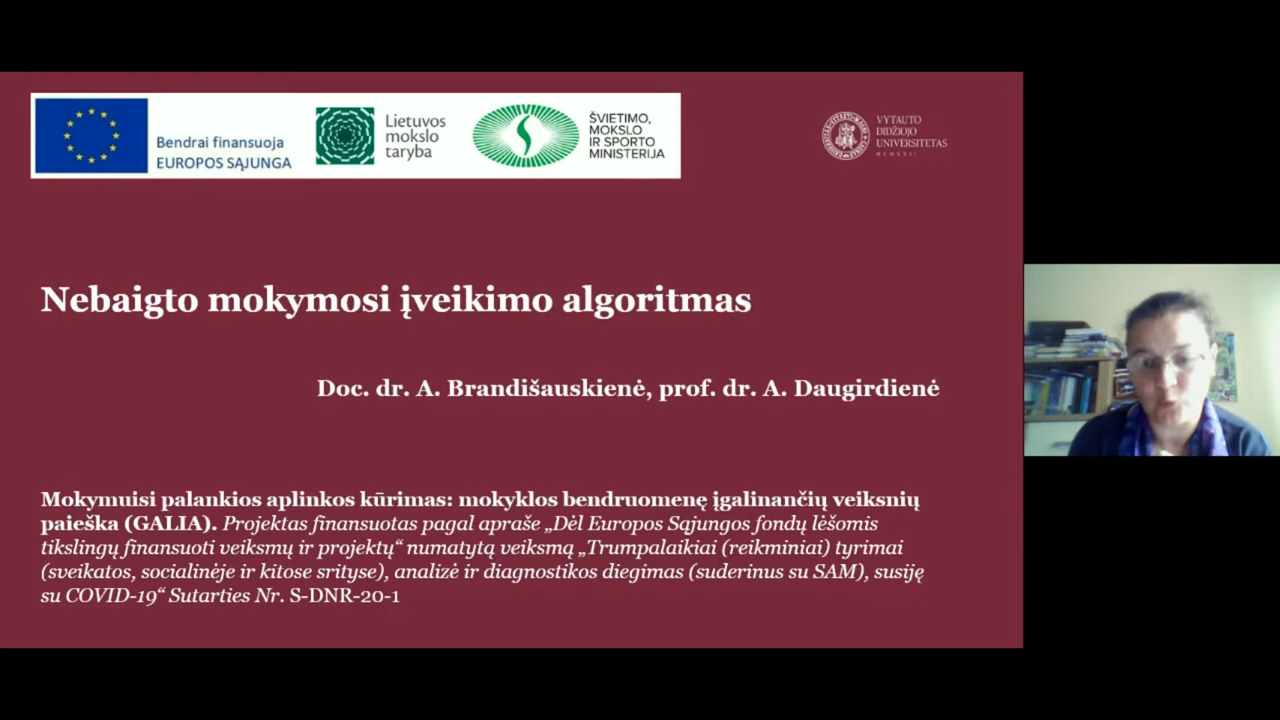 Bendrai finansuoja
EUROPOS SĄJUNGA
Lietuvos
mokslo
taryba
ŠVIETIMO,
MOKSLO
IR SPORTO
MINISTERIJA
VYTAUTO
DIDŽIOJO
UNIVERSITETAS
MCMXXII
Nebaigto mokymosi įveikimo algoritmas
Doc. dr. A. Brandišauskienė, prof. dr. A. Daugirdienė
Mokymuisi palankios aplinkos kūrimas: mokyklos bendruomenę įgalinančių veiksnių
paieška (GALIA). Projektas finansuotas pagal apraše „Dėl Europos Sąjungos fondų lėšomis
tikslingų finansuoti veiksmų ir projektų“ numatytą veiksmą „Trumpalaikiai (reikminiai) tyrimai
(sveikatos, socialinėje ir kitose srityse), analizė ir diagnostikos diegimas (suderinus su SAM), susiję
su COVID-19“ Sutarties Nr. S-DNR-20-1